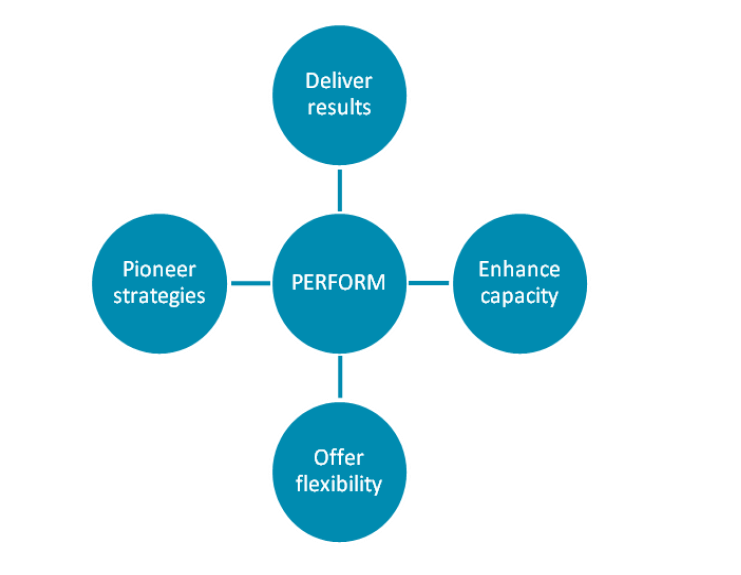 Deliver
results
Pioneer
strategies
PERFORM
Enhance
capacity
Offer
flexibility